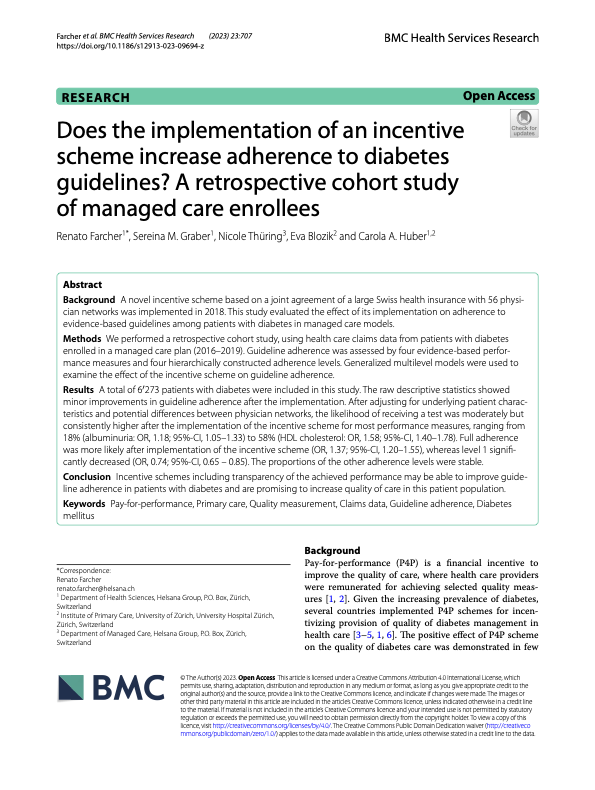 Farcher et al. BMC Health Services Research (2023) 23:707
https://doi.org/10.1186/s12913-023-09694-z
BMC Health Services Research
RESEARCH
Open Access
Check for
updates
Does the implementation of an incentive
scheme increase adherence to diabetes
guidelines? A retrospective cohort study
of managed care enrollees
Renato Farcher1*, Sereina M. Graber1, Nicole Thüring3, Eva Blozik2 and Carola A. Huber1,2
Abstract
Background A novel incentive scheme based on a joint agreement of a large Swiss health insurance with 56 physi-
cian networks was implemented in 2018. This study evaluated the effect of its implementation on adherence to
evidence-based guidelines among patients with diabetes in managed care models.
Methods We performed a retrospective cohort study, using health care claims data from patients with diabetes
enrolled in a managed care plan (2016–2019). Guideline adherence was assessed by four evidence-based perfor-
mance measures and four hierarchically constructed adherence levels. Generalized multilevel models were used to
examine the effect of the incentive scheme on guideline adherence.
Results A total of 6'273 patients with diabetes were included in this study. The raw descriptive statistics showed
minor improvements in guideline adherence after the implementation. After adjusting for underlying patient charac-
teristics and potential differences between physician networks, the likelihood of receiving a test was moderately but
consistently higher after the implementation of the incentive scheme for most performance measures, ranging from
18% (albuminuria: OR, 1.18; 95%-CI, 1.05–1.33) to 58% (HDL cholesterol: OR, 1.58; 95%-CI, 1.40–1.78). Full adherence
was more likely after implementation of the incentive scheme (OR, 1.37; 95%-CI, 1.20–1.55), whereas level 1 signifi-
cantly decreased (OR, 0.74; 95%-CI, 0.65 – 0.85). The proportions of the other adherence levels were stable.
Conclusion Incentive schemes including transparency of the achieved performance may be able to improve guide-
line adherence in patients with diabetes and are promising to increase quality of care in this patient population.
Keywords Pay-for-performance, Primary care, Quality measurement, Claims data, Guideline adherence, Diabetes
mellitus
*Correspondence:
Renato Farcher
renato.farcher@helsana.ch
1 Department of Health Sciences, Helsana Group, P.O. Box, Zürich,
Switzerland
2 Institute of Primary Care, University of Zürich, University Hospital Zürich,
Zürich, Switzerland
3 Department of Managed Care, Helsana Group, P.O. Box, Zürich,
Switzerland
Background
Pay-for-performance (P4P) is a financial incentive to
improve the quality of care, where health care providers
were remunerated for achieving selected quality meas-
ures [1, 2]. Given the increasing prevalence of diabetes,
several countries implemented P4P schemes for incen-
tivizing provision of quality of diabetes management in
health care [3–5, 1, 6]. The positive effect of P4P scheme
on the quality of diabetes care was demonstrated in few
BMC
© The Author(s) 2023. Open Access This article is licensed under a Creative Commons Attribution 4.0 International License, which
permits use, sharing, adaptation, distribution and reproduction in any medium or format, as long as you give appropriate credit to the
original author(s) and the source, provide a link to the Creative Commons licence, and indicate if changes were made. The images or
other third party material in this article are included in the article's Creative Commons licence, unless indicated otherwise in a credit line
to the material. If material is not included in the article's Creative Commons licence and your intended use is not permitted by statutory
regulation or exceeds the permitted use, you will need to obtain permission directly from the copyright holder. To view a copy of this
licence, visit http://creativecommons.org/licenses/by/4.0/. The Creative Commons Public Domain Dedication waiver (http://creativeco
mmons.org/publicdomain/zero/1.0/) applies to the data made available in this article, unless otherwise stated in a credit line to the data.